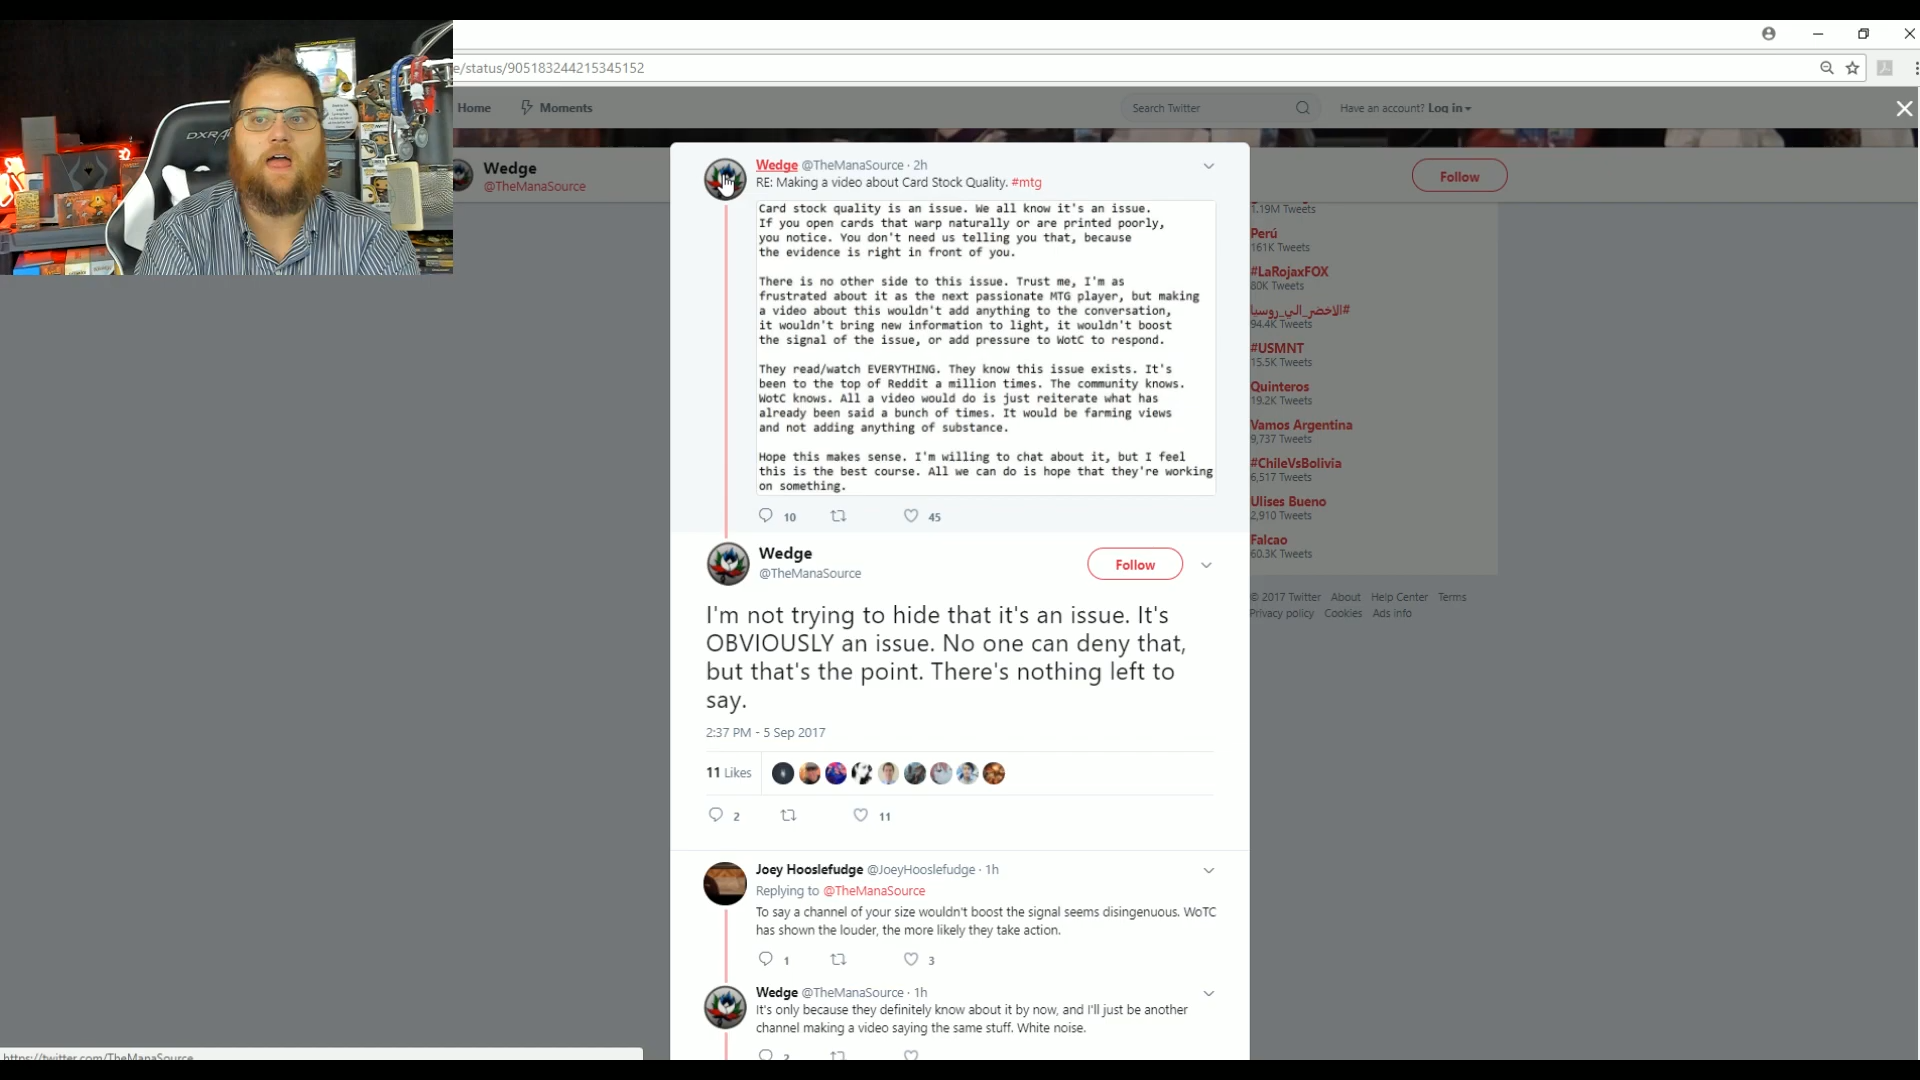 e/status/905183244215345152
Home
Moments
Search Twitter
Have an account? Log in
DXRA
Wedge
@TheManaSource
Follow
Wedge @TheManaSource · 2h
RE: Making a video about Card Stock Quality. #mtg
Card stock quality is an issue. We all know it's an issue.
If you open cards that warp naturally or are printed poorly,
you notice. You don't need us telling you that, because
the evidence is right in front of you.
There is no other side to this issue. Trust me, I'm as
frustrated about it as the next passionate MTG player, but making
a video about this wouldn't add anything to the conversation,
it wouldn't bring new information to light, it wouldn't boost
the signal of the issue, or add pressure to WotC to respond.
They read/watch EVERYTHING. They know this issue exists. It's
been to the top of Reddit a million times. The community knows.
WotC knows. All a video would do is just reiterate what has
already been said a bunch of times. It would be farming views
and not adding anything of substance.
Hope this makes sense. I'm willing to chat about it, but I feel
this is the best course. All we can do is hope that they're working
on something.
10
45
Wedge
@TheManaSource
Follow
I'm not trying to hide that it's an issue. It's
OBVIOUSLY an issue. No one can deny that,
but that's the point. There's nothing left to
say.
2:37 PM - 5 Sep 2017
11 Likes
2
11
Joey Hooslefudge @JoeyHooslefudge · 1h
Replying to @TheManaSource
To say a channel of your size wouldn't boost the signal seems disingenuous. WoTC
has shown the louder, the more likely they take action.
1
3
Wedge @TheManaSource · 1h
It's only because they definitely know about it by now, and I'll just be another
channel making a video saying the same stuff. White noise.
2
1.19M Tweets
Perú
161K Tweets
#LaRojaxFOX
80K Tweets
#الاخضر_الي_روسيا
94.4K Tweets
#USMNT
15.5K Tweets
Quinteros
19.2K Tweets
Vamos Argentina
9,737 Tweets
#ChileVsBolivia
6,517 Tweets
Ulises Bueno
2,910 Tweets
Falcao
60.3K Tweets
© 2017 Twitter About Help Center Terms
Privacy policy Cookies Ads info
https://twitter.com/TheManaSource